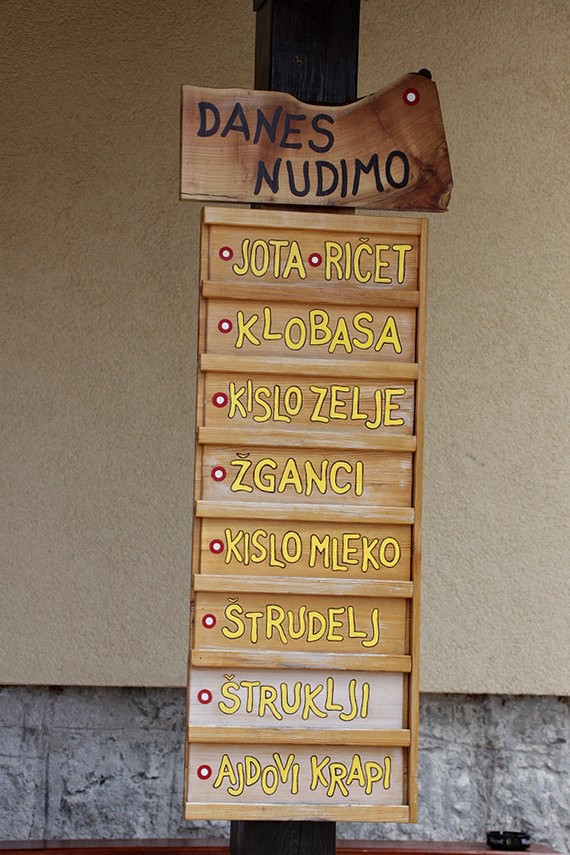 DANES
NUDIMO
JOTA • RIČET
KLOBASA
KISLO ZELJE
ŽGANCI
KISLO MLEKO
ŠTRUDELJ
ŠTRUKLJI
AJDOVI KRAPI